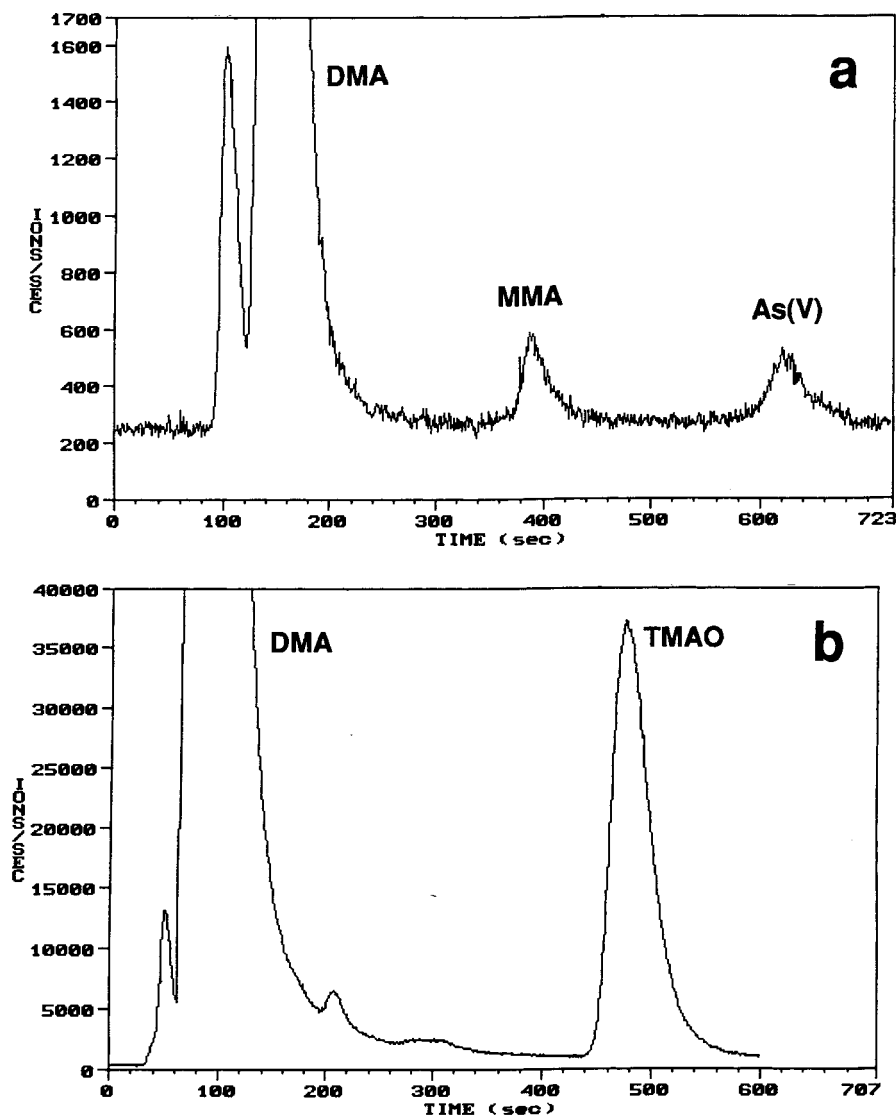 1700
1600
1400
1200
1000
800
600
400
200
0
IONS/SEC
DMA
MMA
As(V)
a
0 100 200 300 400 500 600 723
TIME (sec)
40000
35000
30000
25000
20000
15000
10000
5000
0
IONS/SEC
DMA
TMAO
b
0 100 200 300 400 500 600 707
TIME (sec)